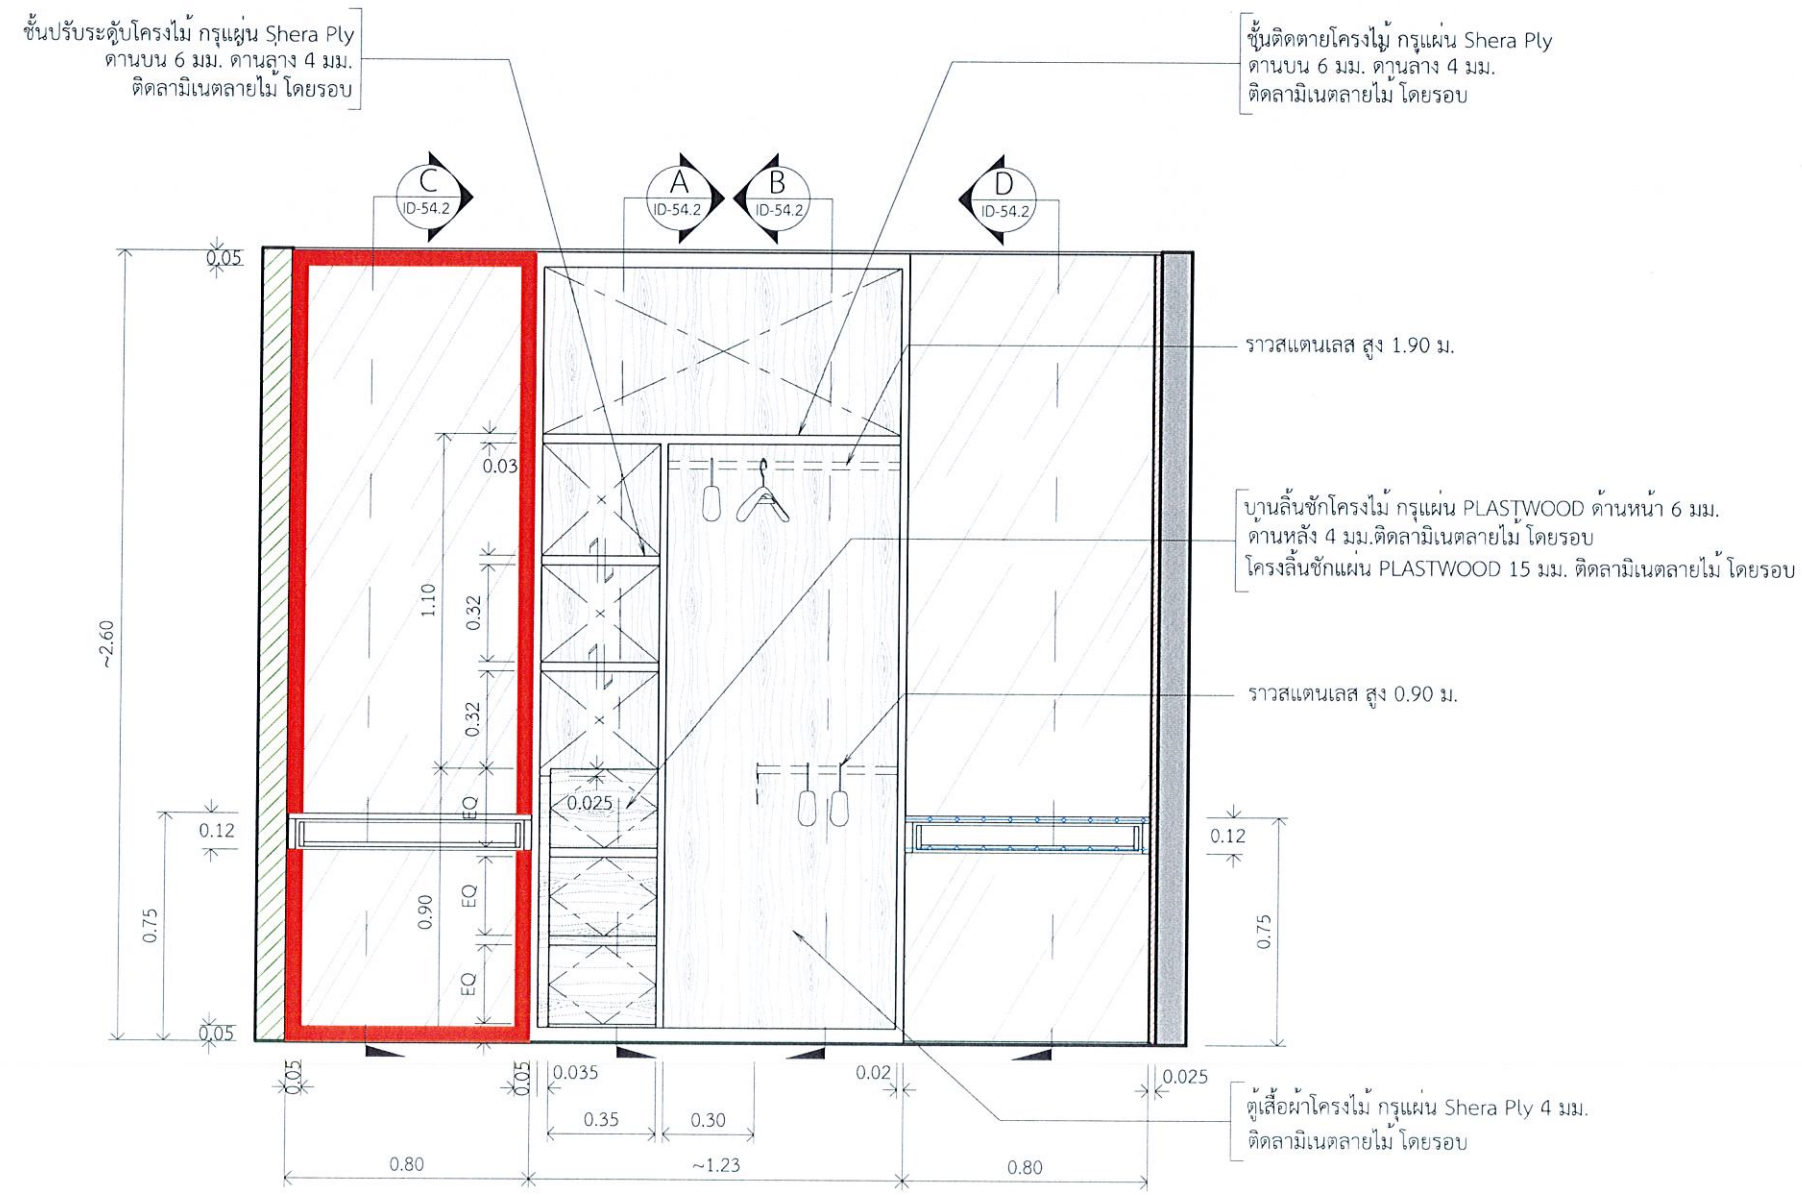 ชั้นปรับระดับโครงไม้ กรุแผ่น Shera Ply
ด้านบน 6 มม. ด้านล่าง 4 มม.
ติดลามิเนตลายไม้ โดยรอบ
ชั้นติดตายโครงไม้ กรุแผ่น Shera Ply
ด้านบน 6 มม. ด้านล่าง 4 มม.
ติดลามิเนตลายไม้ โดยรอบ
C
ID-54.2
A
ID-54.2
B
ID-54.2
D
ID-54.2
0.05
ราวสแตนเลส สูง 1.90 ม.
0.03
บานลิ้นชักโครงไม้ กรุแผ่น PLASTWOOD ด้านหน้า 6 มม.
ด้านหลัง 4 มม.ติดลามิเนตลายไม้ โดยรอบ
โครงลิ้นชักแผ่น PLASTWOOD 15 มม. ติดลามิเนตลายไม้ โดยรอบ
~2.60
1.10
0.32
0.32
ราวสแตนเลส สูง 0.90 ม.
0.025
EQ
0.12
0.12
0.75
0.90
EQ
EQ
0.75
0.05
0.05
0.05
0.035
0.02
0.025
0.35
0.30
ตู้เสื้อผ้าโครงไม้ กรุแผ่น Shera Ply 4 มม.
ติดลามิเนตลายไม้ โดยรอบ
0.80
~1.23
0.80